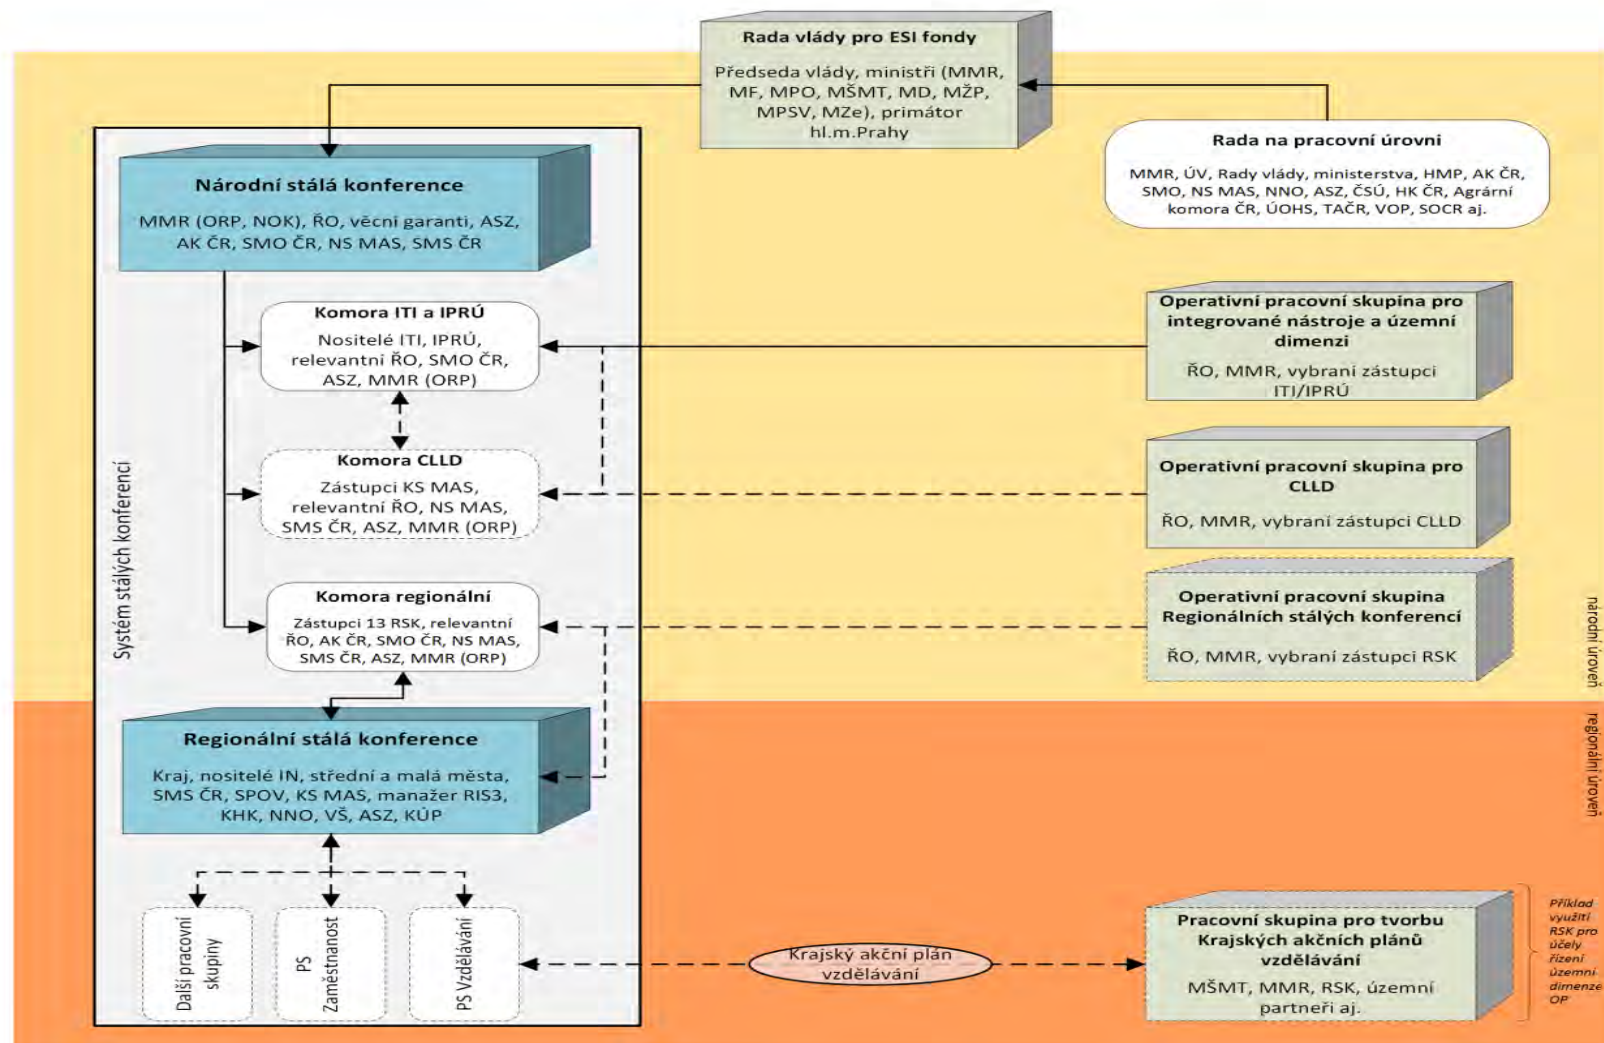 Rada vlády pro ESI fondy
Předseda vlády, ministři (MMR,
MF, MPO, MŠMT, MD, MŽP,
MPSV, MZe), primátor
hl.m.Prahy
Rada na pracovní úrovni
MMR, ÚV, Rady vlády, ministerstva, HMP, AK ČR,
SMO, NS MAS, NNO, ASZ, ČSÚ, HK ČR, Agrární
komora ČR, ÚOHS, TAČR, VOP, SOCR aj.
Systém stálých konferencí
Národní stálá konference
MMR (ORP, NOK), ŘO, věcní garanti, ASZ,
AK ČR, SMO ČR, NS MAS, SMS ČR
Komora ITI a IPRÚ
Nositelé ITI, IPRÚ,
relevantní ŘO, SMO ČR,
ASZ, MMR (ORP)
Operativní pracovní skupina pro
integrované nástroje a územní
dimenzi
ŘO, MMR, vybraní zástupci
ITI/IPRÚ
Komora CLLD
Zástupci KS MAS,
relevantní ŘO, NS MAS,
SMS ČR, ASZ, MMR (ORP)
Operativní pracovní skupina pro
CLLD
ŘO, MMR, vybraní zástupci CLLD
Komora regionální
Zástupci 13 RSK, relevantní
ŘO, AK ČR, SMO ČR, NS MAS,
SMS ČR, ASZ, MMR (ORP)
Operativní pracovní skupina
Regionálních stálých konferencí
ŘO, MMR, vybraní zástupci RSK
národní úroveň
regionální úroveň
Regionální stálá konference
Kraj, nositelé IN, střední a malá města,
SMS ČR, SPOV, KS MAS, manažer RIS3,
KHK, NNO, VŠ, ASZ, KÚP
Další pracovní
skupiny
PS
Zaměstnanost
PS Vzdělávání
Krajský akční plán
vzdělávání
Pracovní skupina pro tvorbu
Krajských akčních plánů
vzdělávání
MŠMT, MMR, RSK, územní
partneři aj.
Příklad
využití
RSK pro
účely
řízení
územní
dimenze
OP